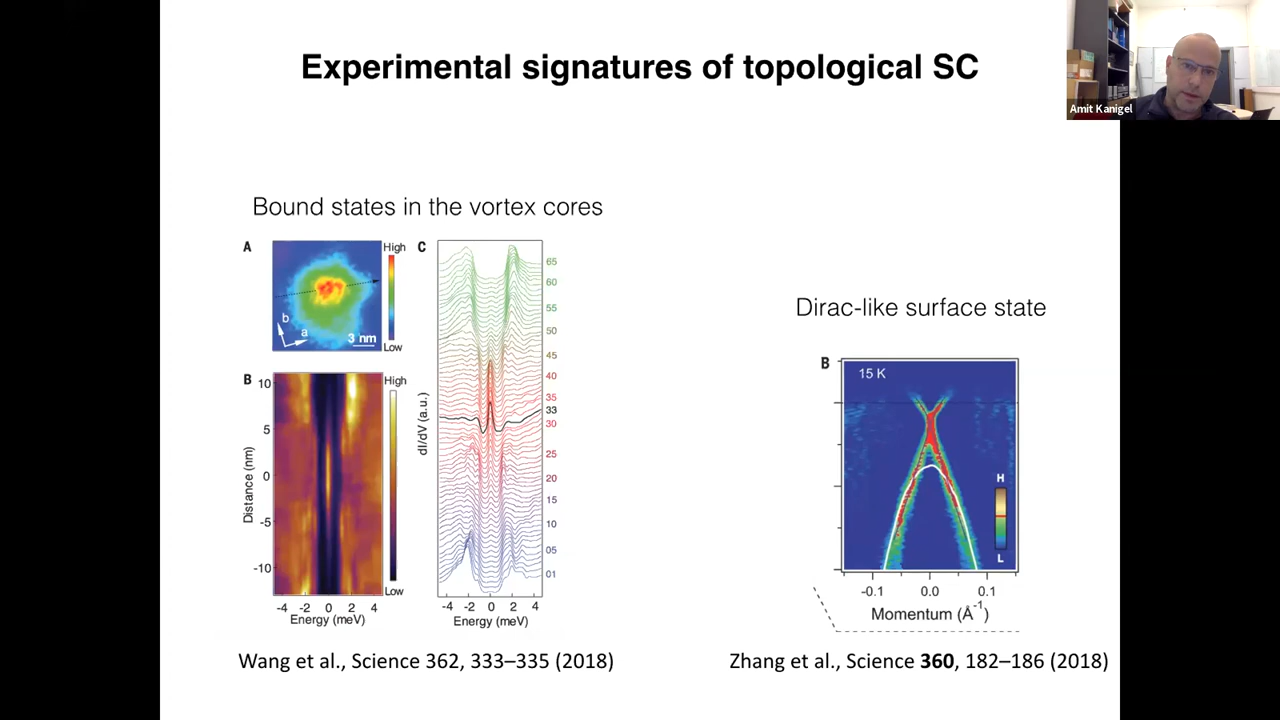 Experimental signatures of topological SC
Amit Kanigel
Bound states in the vortex cores
A
High
Low
b
a
3 nm
B
High
Low
10
5
0
-5
-10
Distance (nm)
-4 -2 0 2 4
Energy (meV)
C
65
60
55
50
45
40
35
33
30
25
20
15
10
05
01
dI/dV (a.u.)
-4 -2 0 2 4
Energy (meV)
Wang et al., Science 362, 333–335 (2018)
Dirac-like surface state
B
15 K
H
L
-0.1 0.0 0.1
Momentum (Å-1)
Zhang et al., Science 360, 182–186 (2018)